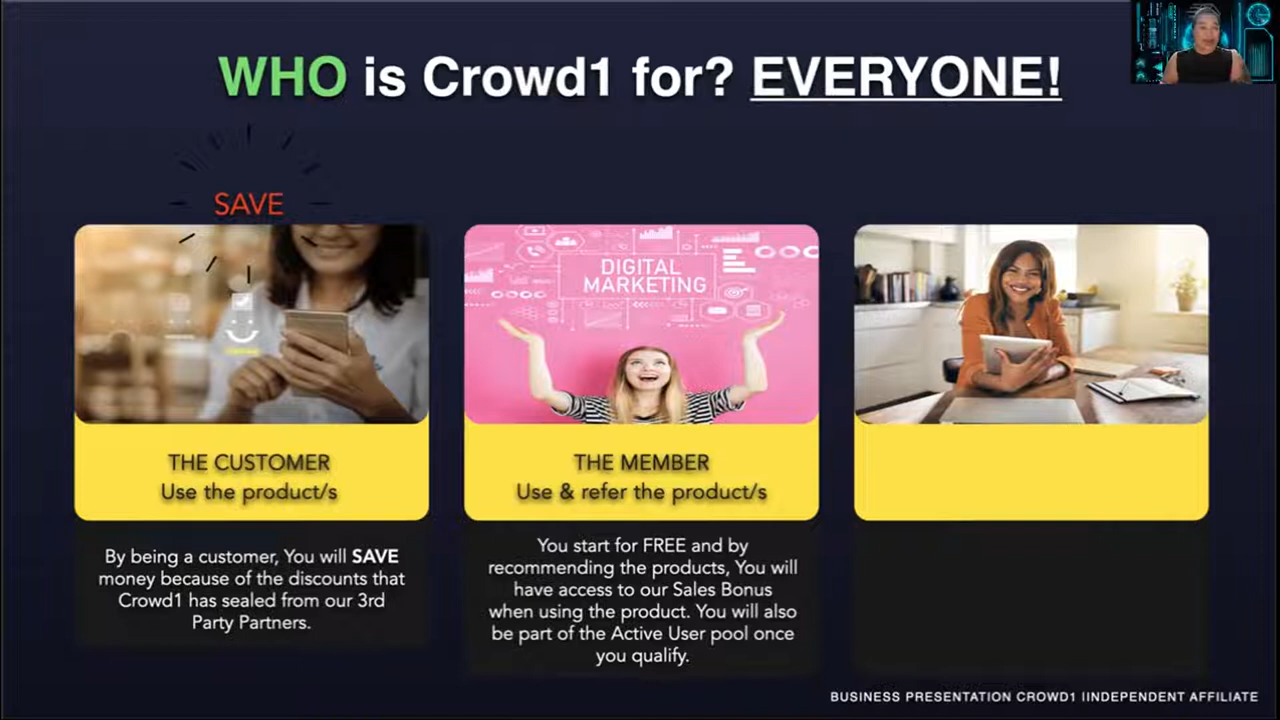 WHO is Crowd1 for? EVERYONE!
SAVE
THE CUSTOMER
Use the product/s
By being a customer, You will SAVE
money because of the discounts that
Crowd1 has sealed from our 3rd
Party Partners.
DIGITAL
MARKETING
THE MEMBER
Use & refer the product/s
You start for FREE and by
recommending the products, You will
have access to our Sales Bonus
when using the product. You will also
be part of the Active User pool once
you qualify.
BUSINESS PRESENTATION CROWD1 IINDEPENDENT AFFILIATE